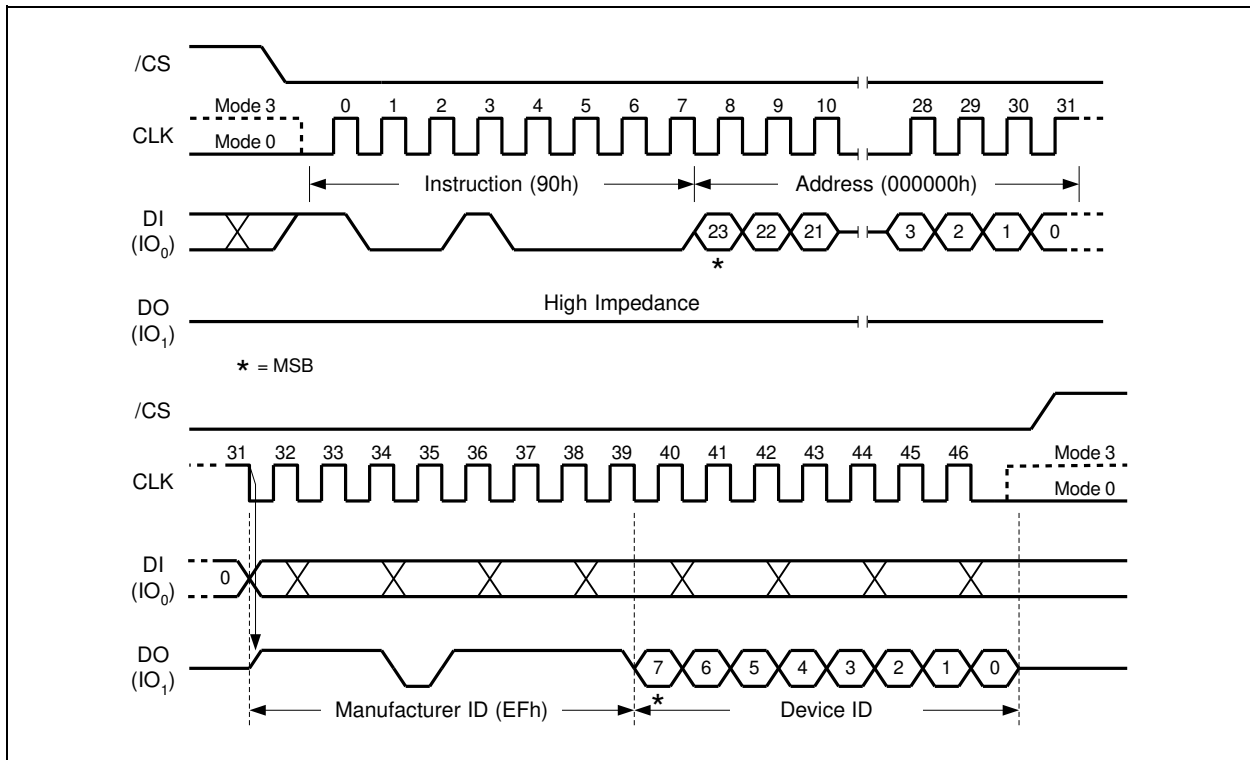 /CS
Mode 3 0 1 2 3 4 5 6 7 8 9 10 28 29 30 31
CLK
Mode 0
Instruction (90h) Address (000000h)
DI
(IO0) 23 22 21 3 2 1 0
*
High Impedance
DO
(IO1)
* = MSB
/CS
31 32 33 34 35 36 37 38 39 40 41 42 43 44 45 46 Mode 3
CLK
Mode 0
DI
0
(IO0)
DO
7 6 5 4 3 2 1 0
(IO1)
*
Manufacturer ID (EFh) Device ID